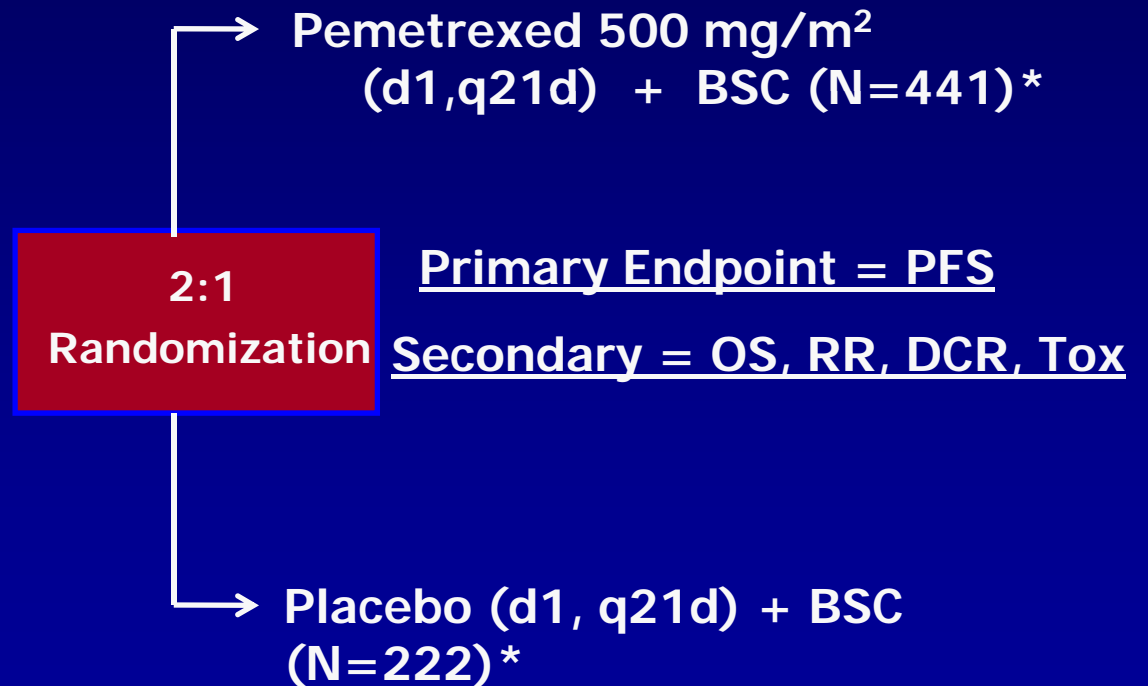 Pemetrexed 500 mg/m²
(d1,q21d) + BSC (N=441)*
2:1
Randomization
Primary Endpoint = PFS
Secondary = OS, RR, DCR, Tox
Placebo (d1, q21d) + BSC
(N=222)*